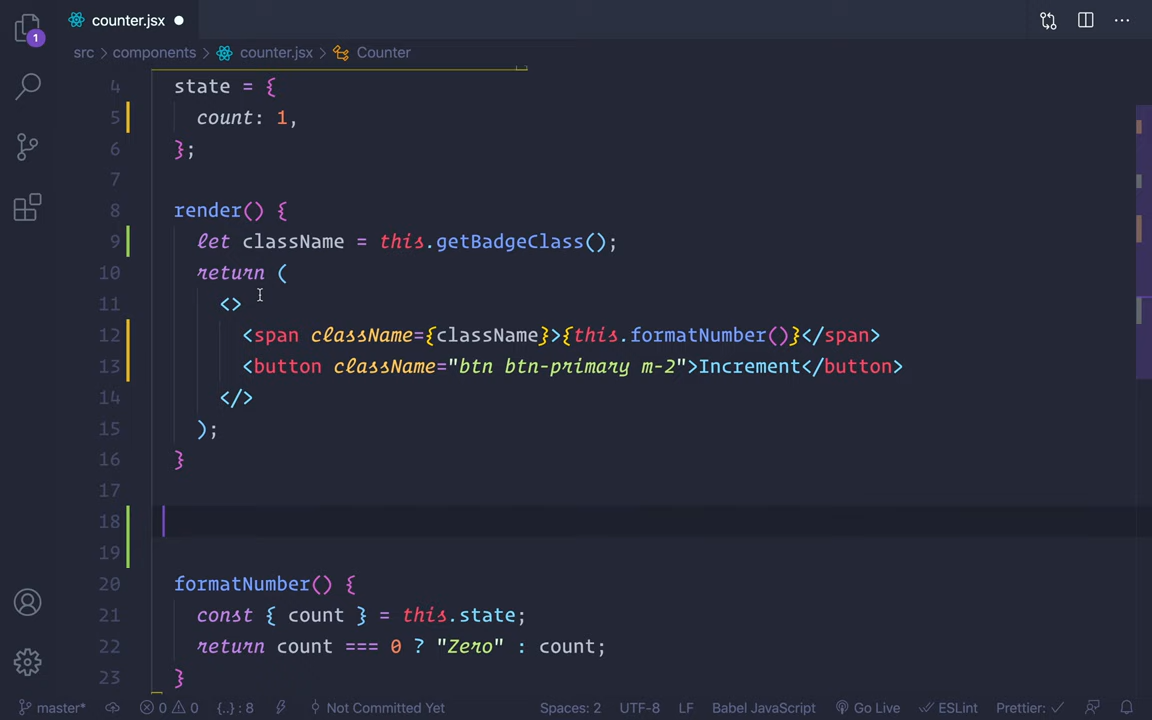 counter.jsx
1
src > components > counter.jsx > Counter
4 state = {
5 count: 1,
6 };
7
8 render() {
9 let className = this.getBadgeClass();
10 return (
11 <>
12 <span className={className}>{this.formatNumber()}</span>
13 <button className="btn btn-primary m-2">Increment</button>
14 </>
15 );
16 }
17
18
19
20 formatNumber() {
21 const { count } = this.state;
22 return count === 0 ? "Zero" : count;
23 }
master* 0 0 {..} : 8 Not Committed Yet Spaces: 2 UTF-8 LF Babel JavaScript Go Live ESLint Prettier: ✓